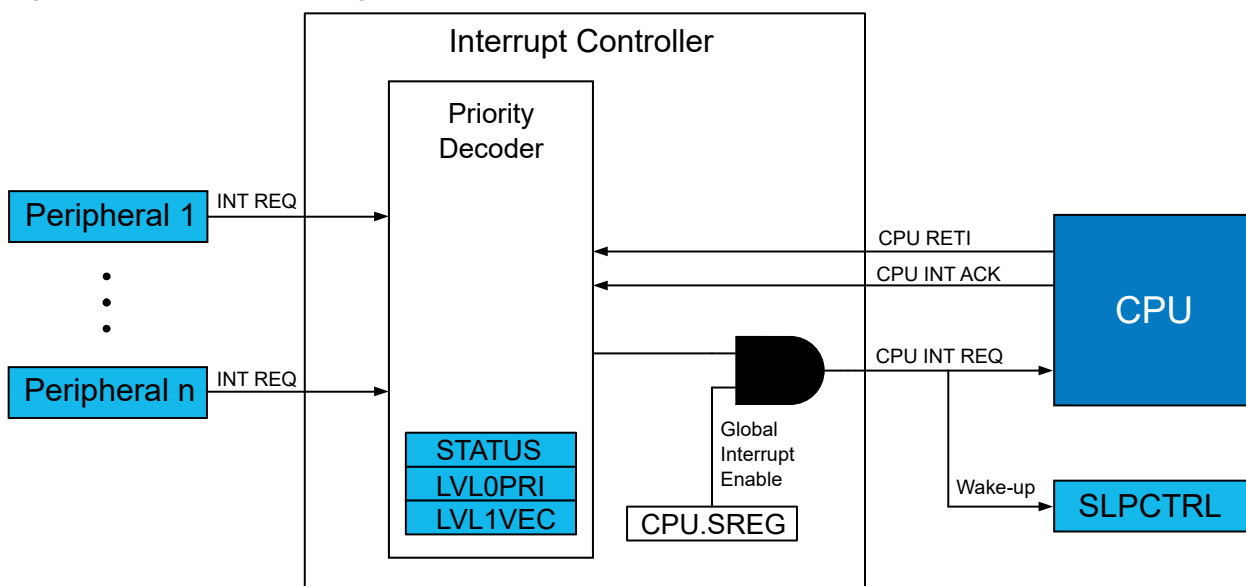 Interrupt Controller
Priority
Decoder
Peripheral 1
INT REQ
CPU RETI
CPU INT ACK
CPU
Peripheral n
INT REQ
CPU INT REQ
STATUS
LVL0PRI
LVL1VEC
Global
Interrupt
Enable
CPU.SREG
Wake-up
SLPCTRL